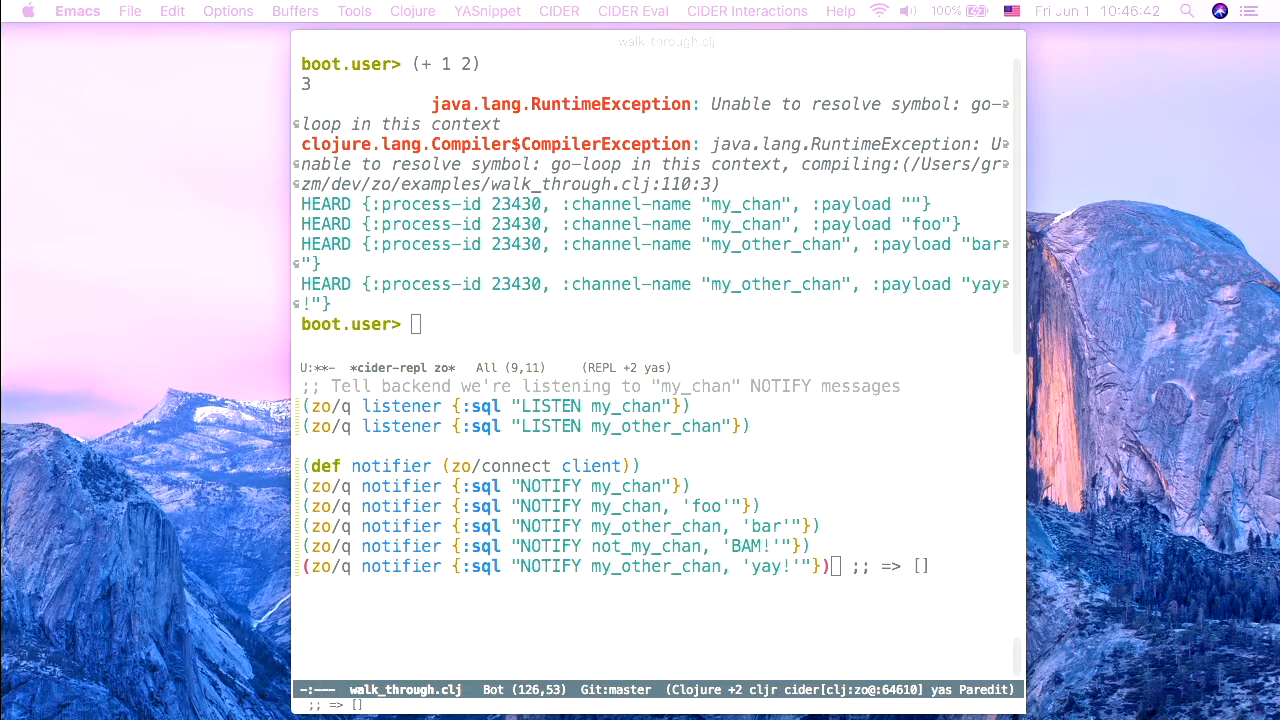 Emacs File Edit Options Buffers Tools Clojure YASnippet CIDER CIDER Eval CIDER Interactions Help 100% Fri Jun 1 10:46:42
walk_through.clj
boot.user> (+ 1 2)
3
java.lang.RuntimeException: Unable to resolve symbol: go-
loop in this context
clojure.lang.Compiler$CompilerException: java.lang.RuntimeException: U
nable to resolve symbol: go-loop in this context, compiling:(/Users/gr
zm/dev/zo/examples/walk_through.clj:110:3)
HEARD {:process-id 23430, :channel-name "my_chan", :payload ""}
HEARD {:process-id 23430, :channel-name "my_chan", :payload "foo"}
HEARD {:process-id 23430, :channel-name "my_other_chan", :payload "bar
"}
HEARD {:process-id 23430, :channel-name "my_other_chan", :payload "yay
!"}
boot.user>
U:**- *cider-repl zo* All (9,11) (REPL +2 yas)
;; Tell backend we're listening to "my_chan" NOTIFY messages
(zo/q listener {:sql "LISTEN my_chan"})
(zo/q listener {:sql "LISTEN my_other_chan"})
(def notifier (zo/connect client))
(zo/q notifier {:sql "NOTIFY my_chan"})
(zo/q notifier {:sql "NOTIFY my_chan, 'foo'"})
(zo/q notifier {:sql "NOTIFY my_other_chan, 'bar'"})
(zo/q notifier {:sql "NOTIFY not_my_chan, 'BAM!'"})
(zo/q notifier {:sql "NOTIFY my_other_chan, 'yay!'"}) ;; => []
-:--- walk_through.clj Bot (126,53) Git:master (Clojure +2 cljr cider[clj:zo@:64610] yas Paredit)
;; => []